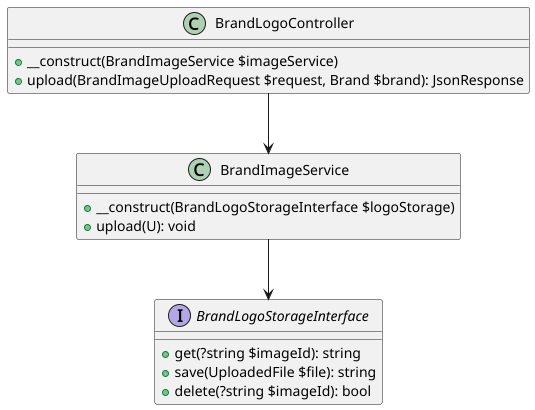 C BrandLogoController
__construct(BrandImageService $imageService)
upload(BrandImageUploadRequest $request, Brand $brand): JsonResponse
C BrandImageService
__construct(BrandLogoStorageInterface $logoStorage)
upload(U): void
I BrandLogoStorageInterface
get(?string $imageId): string
save(UploadedFile $file): string
delete(?string $imageId): bool